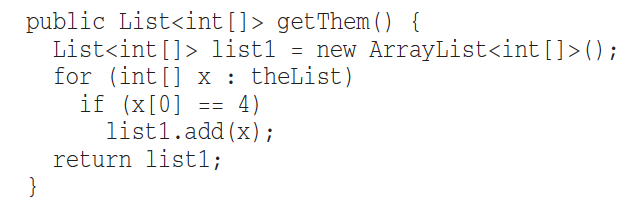 public List<int[]> getThem() {
  List<int[]> list1 = new ArrayList<int[]>();
  for (int[] x : theList)
    if (x[0] == 4)
      list1.add(x);
  return list1;
}